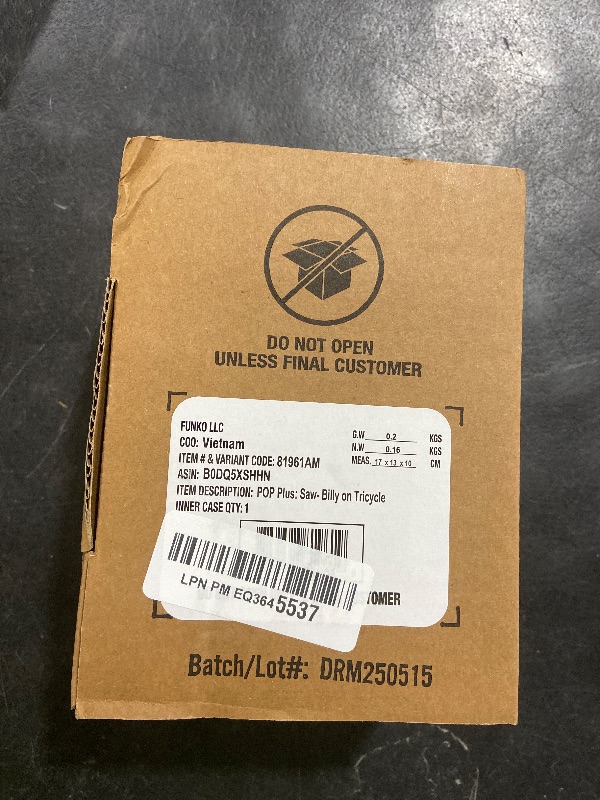 DO NOT OPEN
UNLESS FINAL CUSTOMER
FUNKO LLC
COO: Vietnam
ITEM # & VARIANT CODE: 81961AM
ASIN: B0DQ5XSHHN
ITEM DESCRIPTION: POP Plus: Saw- Billy on Tricycle
INNER CASE QTY: 1
G.W 0.2 KGS
N.W 0.16 KGS
MEAS. 17 x 13 x 10 CM
LPN PM EQ3645537
TOMER
Batch/Lot#: DRM250515